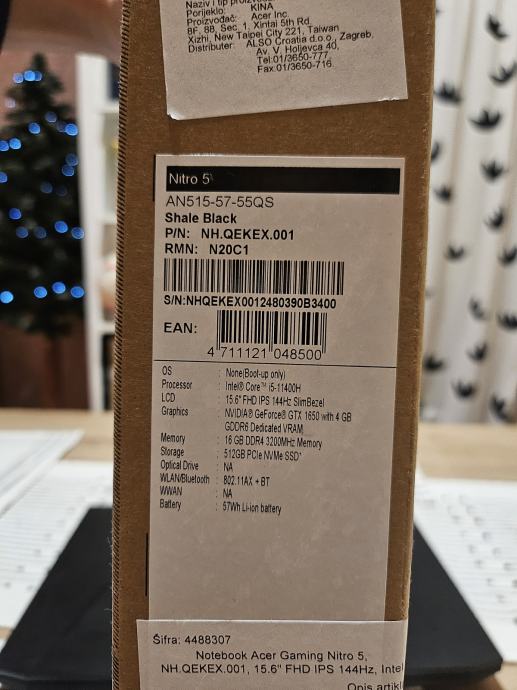 Naziv i tip proizvoda:
Porijeklo: KINA
Proizvođač: Acer Inc.
8F, 88, Sec. 1, Xintai 5th Rd.
Xizhi, New Taipei City 221, Taiwan
Distributer: ALSO Croatia d.o.o., Zagreb,
Av. V. Holjevca 40,
Tel:01/3650-777,
Fax:01/3650-716.
Nitro 5
AN515-57-55QS
Shale Black
P/N: NH.QEKEX.001
RMN: N20C1
S/N:NHQEKEX0012480390B3400
EAN:
4 711121 048500
OS : None(Boot-up only)
Processor : Intel® Core™ i5-11400H
LCD : 15.6" FHD IPS 144Hz SlimBezel
Graphics : NVIDIA® GeForce® GTX 1650 with 4 GB
GDDR6 Dedicated VRAM
Memory : 16 GB DDR4 3200MHz Memory
Storage : 512GB PCIe NVMe SSD*
Optical Drive : NA
WLAN/Bluetooth : 802.11AX + BT
WWAN : NA
Battery : 57Wh Li-ion battery
Šifra: 4488307
Notebook Acer Gaming Nitro 5,
NH.QEKEX.001, 15.6" FHD IPS 144Hz, Intel
Opis artikl